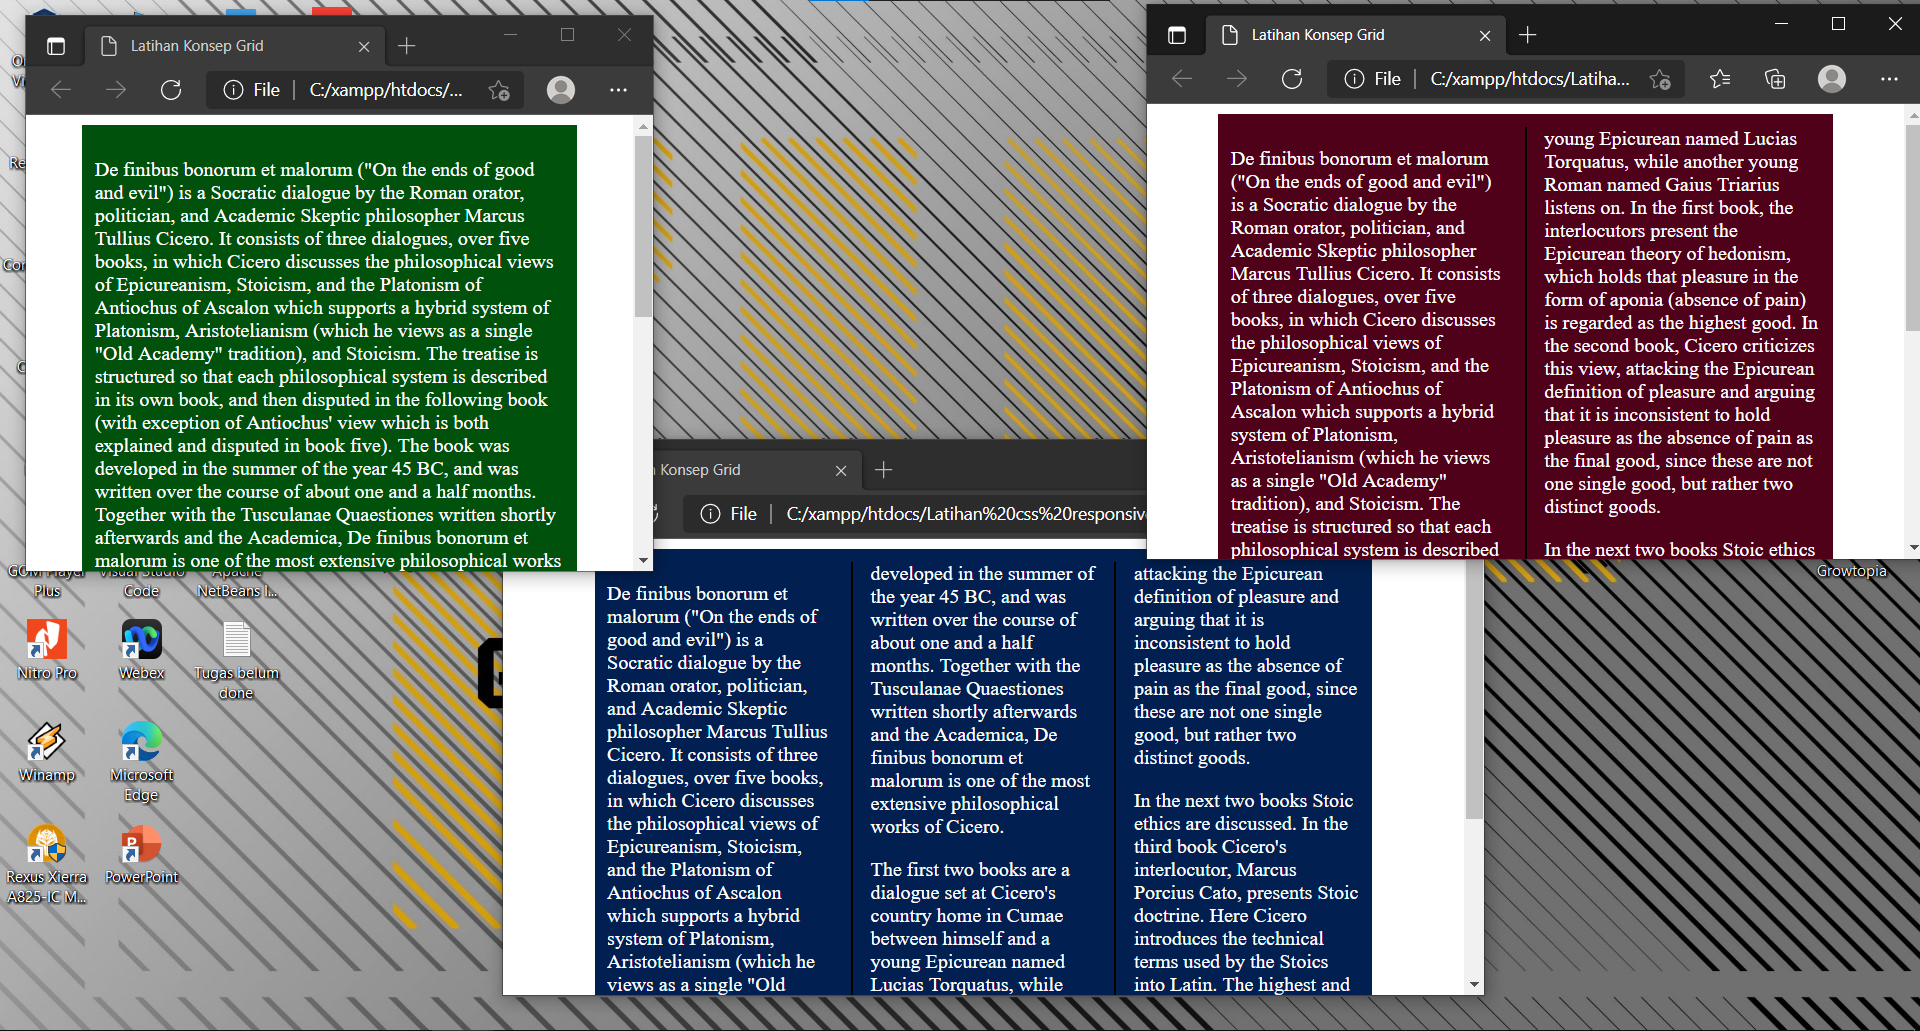 Latihan Konsep Grid
File
C:/xampp/htdocs/...
De finibus bonorum et malorum ("On the ends of good
and evil") is a Socratic dialogue by the Roman orator,
politician, and Academic Skeptic philosopher Marcus
Tullius Cicero. It consists of three dialogues, over five
books, in which Cicero discusses the philosophical views
of Epicureanism, Stoicism, and the Platonism of
Antiochus of Ascalon which supports a hybrid system of
Platonism, Aristotelianism (which he views as a single
"Old Academy" tradition), and Stoicism. The treatise is
structured so that each philosophical system is described
in its own book, and then disputed in the following book
(with exception of Antiochus' view which is both
explained and disputed in book five). The book was
developed in the summer of the year 45 BC, and was
written over the course of about one and a half months.
Together with the Tusculanae Quaestiones written shortly
afterwards and the Academica, De finibus bonorum et
malorum is one of the most extensive philosophical works
Latihan Konsep Grid
File
C:/xampp/htdocs/Latiha...
De finibus bonorum et malorum
("On the ends of good and evil")
is a Socratic dialogue by the
Roman orator, politician, and
Academic Skeptic philosopher
Marcus Tullius Cicero. It consists
of three dialogues, over five
books, in which Cicero discusses
the philosophical views of
Epicureanism, Stoicism, and the
Platonism of Antiochus of
Ascalon which supports a hybrid
system of Platonism,
Aristotelianism (which he views
as a single "Old Academy"
tradition), and Stoicism. The
treatise is structured so that each
philosophical system is described
young Epicurean named Lucias
Torquatus, while another young
Roman named Gaius Triarius
listens on. In the first book, the
interlocutors present the
Epicurean theory of hedonism,
which holds that pleasure in the
form of aponia (absence of pain)
is regarded as the highest good. In
the second book, Cicero criticizes
this view, attacking the Epicurean
definition of pleasure and arguing
that it is inconsistent to hold
pleasure as the absence of pain as
the final good, since these are not
one single good, but rather two
distinct goods.
In the next two books Stoic ethics
n Konsep Grid
File
C:/xampp/htdocs/Latihan%20css%20responsiv
De finibus bonorum et
malorum ("On the ends of
good and evil") is a
Socratic dialogue by the
Roman orator, politician,
and Academic Skeptic
philosopher Marcus Tullius
Cicero. It consists of three
dialogues, over five books,
in which Cicero discusses
the philosophical views of
Epicureanism, Stoicism,
and the Platonism of
Antiochus of Ascalon
which supports a hybrid
system of Platonism,
Aristotelianism (which he
views as a single "Old
developed in the summer of
the year 45 BC, and was
written over the course of
about one and a half
months. Together with the
Tusculanae Quaestiones
written shortly afterwards
and the Academica, De
finibus bonorum et
malorum is one of the most
extensive philosophical
works of Cicero.
The first two books are a
dialogue set at Cicero's
country home in Cumae
between himself and a
young Epicurean named
Lucias Torquatus, while
attacking the Epicurean
definition of pleasure and
arguing that it is
inconsistent to hold
pleasure as the absence of
pain as the final good, since
these are not one single
good, but rather two
distinct goods.
In the next two books Stoic
ethics are discussed. In the
third book Cicero's
interlocutor, Marcus
Porcius Cato, presents Stoic
doctrine. Here Cicero
introduces the technical
terms used by the Stoics
into Latin. The highest and
GOM Player
Plus
Visual Studio
Code
Apache
NetBeans I...
Nitro Pro
Webex
Tugas belum
done
Winamp
Microsoft
Edge
Rexus Xierra
A825-IC M...
PowerPoint
Growtopia